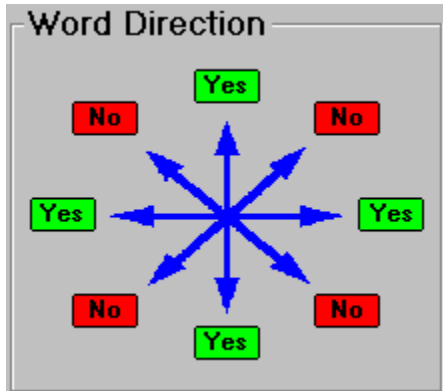 Word Direction
Yes
No No
Yes Yes
No No
Yes